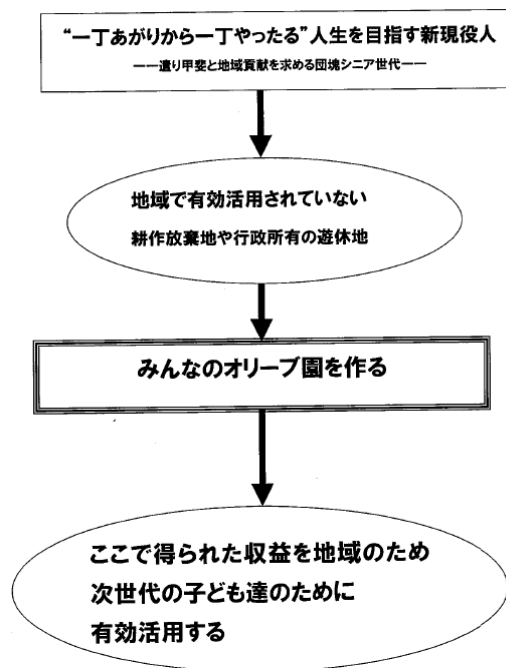 “一丁あがりから一丁やったる”人生を目指す新現役人
――遣り甲斐と地域貢献を求める団塊シニア世代――
地域で有効活用されていない
耕作放棄地や行政所有の遊休地
みんなのオリーブ園を作る
ここで得られた収益を地域のため
次世代の子ども達のために
有効活用する